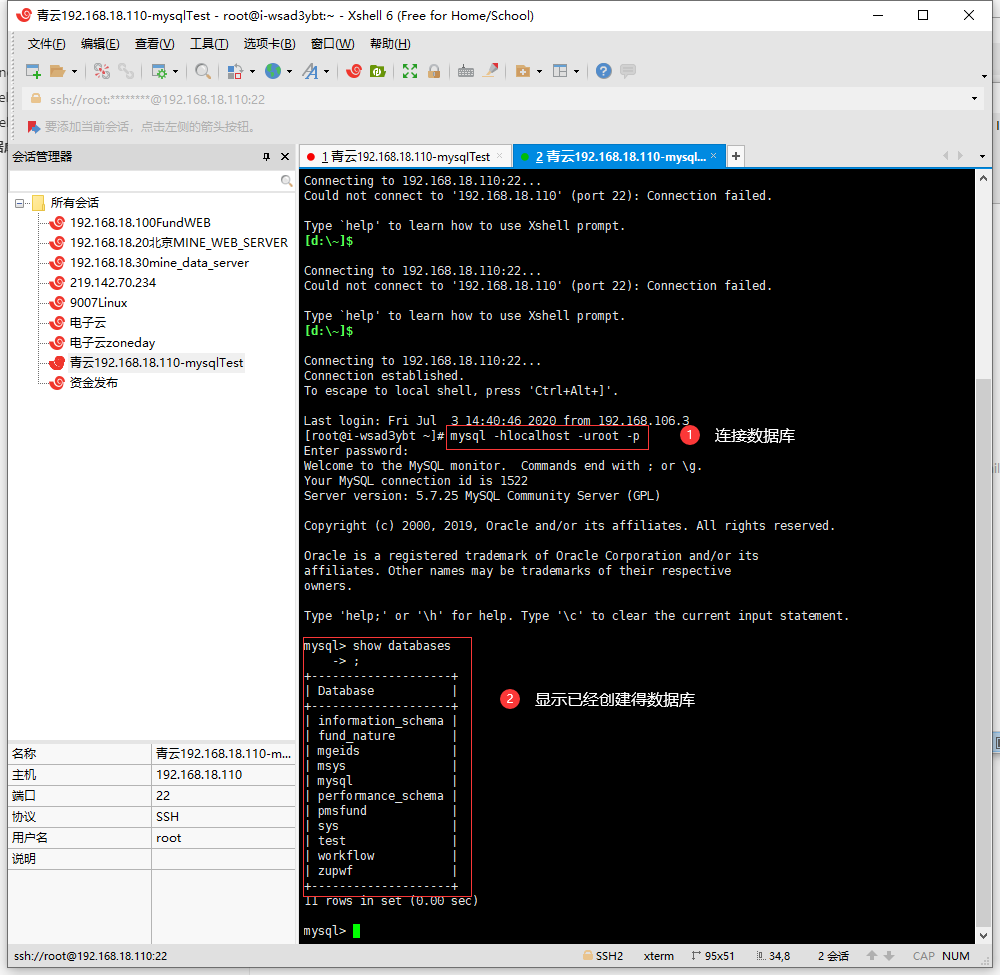 青云192.168.18.110-mysqlTest - root@i-wsad3ybt:~ - Xshell 6 (Free for Home/School)
文件(F) 编辑(E) 查看(V) 工具(T) 选项卡(B) 窗口(W) 帮助(H)
ssh://root:********@192.168.18.110:22
要添加当前会话，点击左侧的箭头按钮。
会话管理器
1 青云192.168.18.110-mysqlTest
2 青云192.168.18.110-mysql...
所有会话
192.168.18.100FundWEB
192.168.18.20北京MINE_WEB_SERVER
192.168.18.30mine_data_server
219.142.70.234
9007Linux
电子云
电子云zoneday
青云192.168.18.110-mysqlTest
资金发布
名称 青云192.168.18.110-m...
主机 192.168.18.110
端口 22
协议 SSH
用户名 root
说明
Connecting to 192.168.18.110:22...
Could not connect to '192.168.18.110' (port 22): Connection failed.
Type `help' to learn how to use Xshell prompt.
[d:\~]$
Connecting to 192.168.18.110:22...
Could not connect to '192.168.18.110' (port 22): Connection failed.
Type `help' to learn how to use Xshell prompt.
[d:\~]$
Connecting to 192.168.18.110:22...
Connection established.
To escape to local shell, press 'Ctrl+Alt+]'.
Last login: Fri Jul  3 14:40:46 2020 from 192.168.106.3
[root@i-wsad3ybt ~]# mysql -hlocalhost -uroot -p
1 连接数据库
Enter password:
Welcome to the MySQL monitor.  Commands end with ; or \g.
Your MySQL connection id is 1522
Server version: 5.7.25 MySQL Community Server (GPL)
Copyright (c) 2000, 2019, Oracle and/or its affiliates. All rights reserved.
Oracle is a registered trademark of Oracle Corporation and/or its
affiliates. Other names may be trademarks of their respective
owners.
Type 'help;' or '\h' for help. Type '\c' to clear the current input statement.
mysql> show databases
    -> ;
+--------------------+
| Database           |
+--------------------+
| information_schema |
| fund_nature        |
| mgeids             |
| msys               |
| mysql              |
| performance_schema |
| pmsfund            |
| sys                |
| test               |
| workflow           |
| zupwf              |
+--------------------+
2 显示已经创建得数据库
11 rows in set (0.00 sec)
mysql>
ssh://root@192.168.18.110:22 SSH2 xterm 95x51 34,8 2 会话 CAP NUM